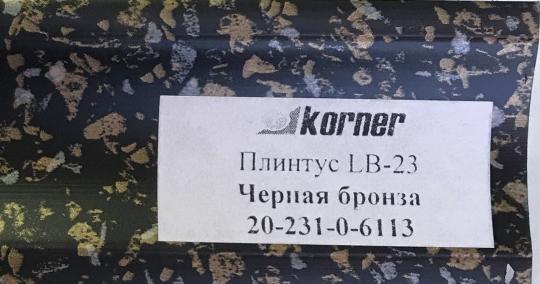 korner
Плинтус LB-23
Черная бронза
20-231-0-6113